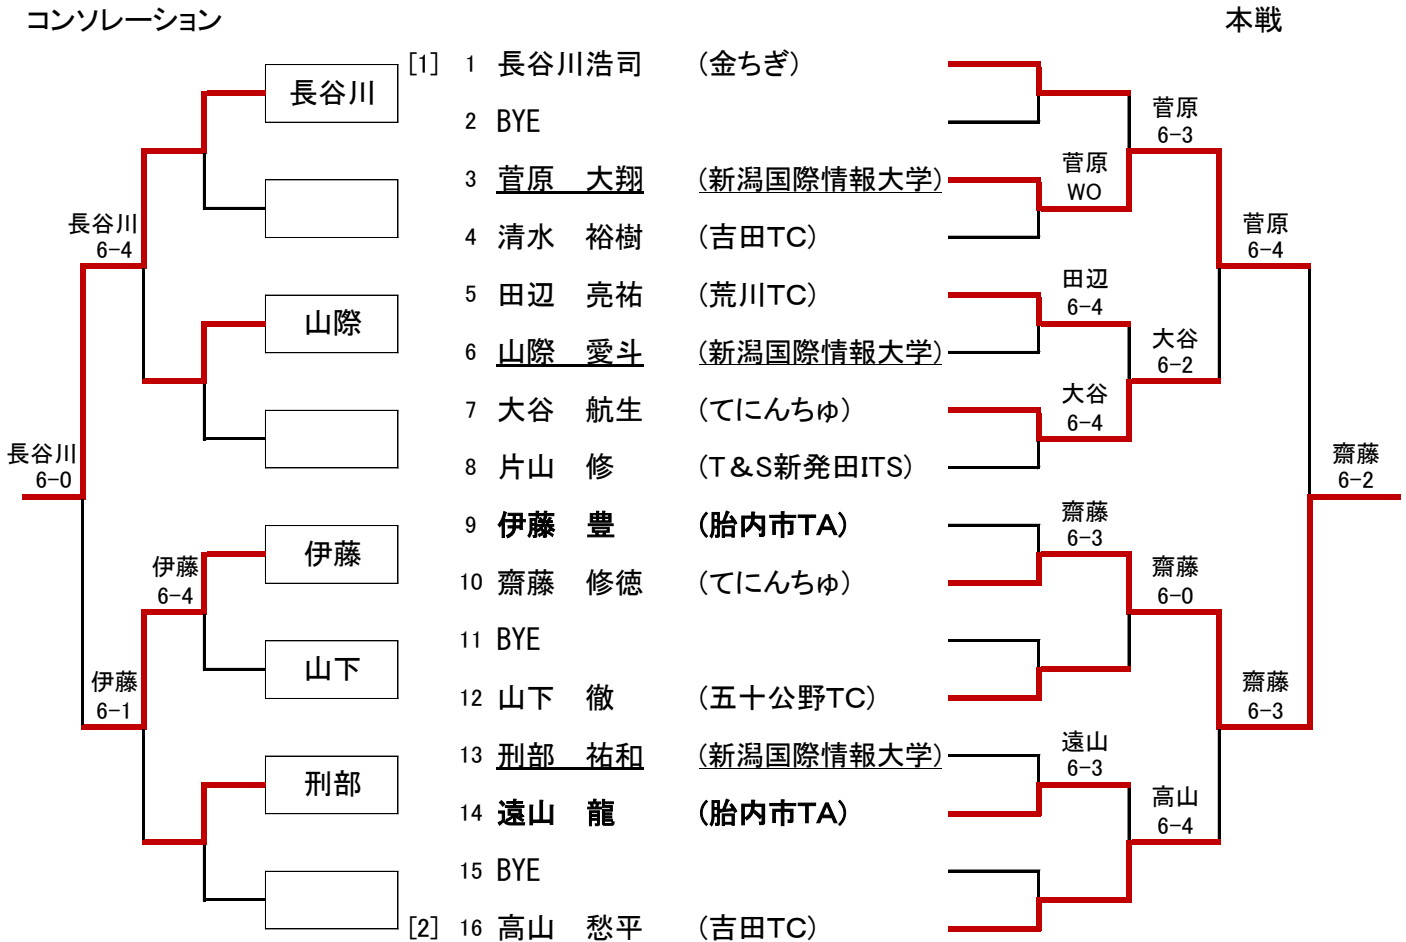 コンソレーション
本戦
[1] 1 長谷川浩司 (金ちぎ)
2 BYE
3 菅原　大翔 (新潟国際情報大学)
4 清水　裕樹 (吉田TC)
5 田辺　亮祐 (荒川TC)
6 山際　愛斗 (新潟国際情報大学)
7 大谷　航生 (てにんちゅ)
8 片山　修 (T＆S新発田ITS)
9 伊藤　豊 (胎内市TA)
10 齋藤　修徳 (てにんちゅ)
11 BYE
12 山下　徹 (五十公野TC)
13 刑部　祐和 (新潟国際情報大学)
14 遠山　龍 (胎内市TA)
15 BYE
[2] 16 高山　愁平 (吉田TC)
長谷川
山際
伊藤
山下
刑部
長谷川
6-4
伊藤
6-4
伊藤
6-1
長谷川
6-0
菅原
WO
田辺
6-4
大谷
6-4
齋藤
6-3
遠山
6-3
菅原
6-3
大谷
6-2
齋藤
6-0
高山
6-4
菅原
6-4
齋藤
6-3
齋藤
6-2